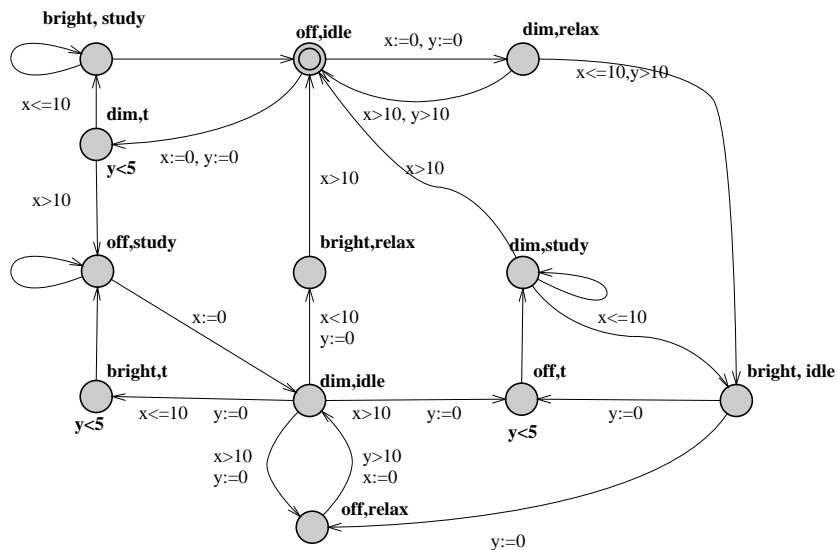 bright, study
off,idle
x:=0, y:=0
dim,relax
x<=10,y>10
x<=10
dim,t
x>10, y>10
y<5
x:=0, y:=0
x>10
x>10
x>10
off,study
bright,relax
dim,study
x:=0
x<10
y:=0
x<=10
bright,t
dim,idle
off,t
bright, idle
y<5
x<=10
y:=0
x>10
y:=0
y<5
y:=0
x>10
y:=0
y>10
x:=0
off,relax
y:=0